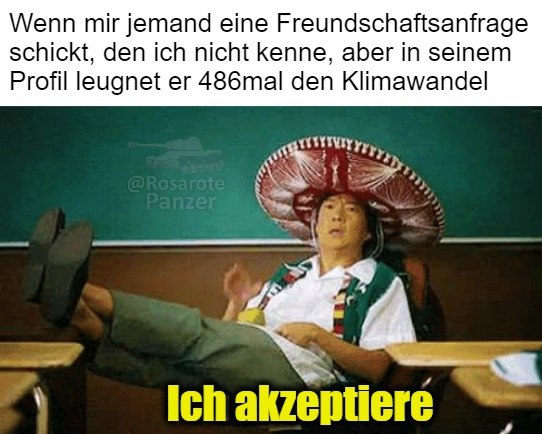 Wenn mir jemand eine Freundschaftsanfrage
schickt, den ich nicht kenne, aber in seinem
Profil leugnet er 486mal den Klimawandel
@Rosarote
Panzer
Ich akzeptiere